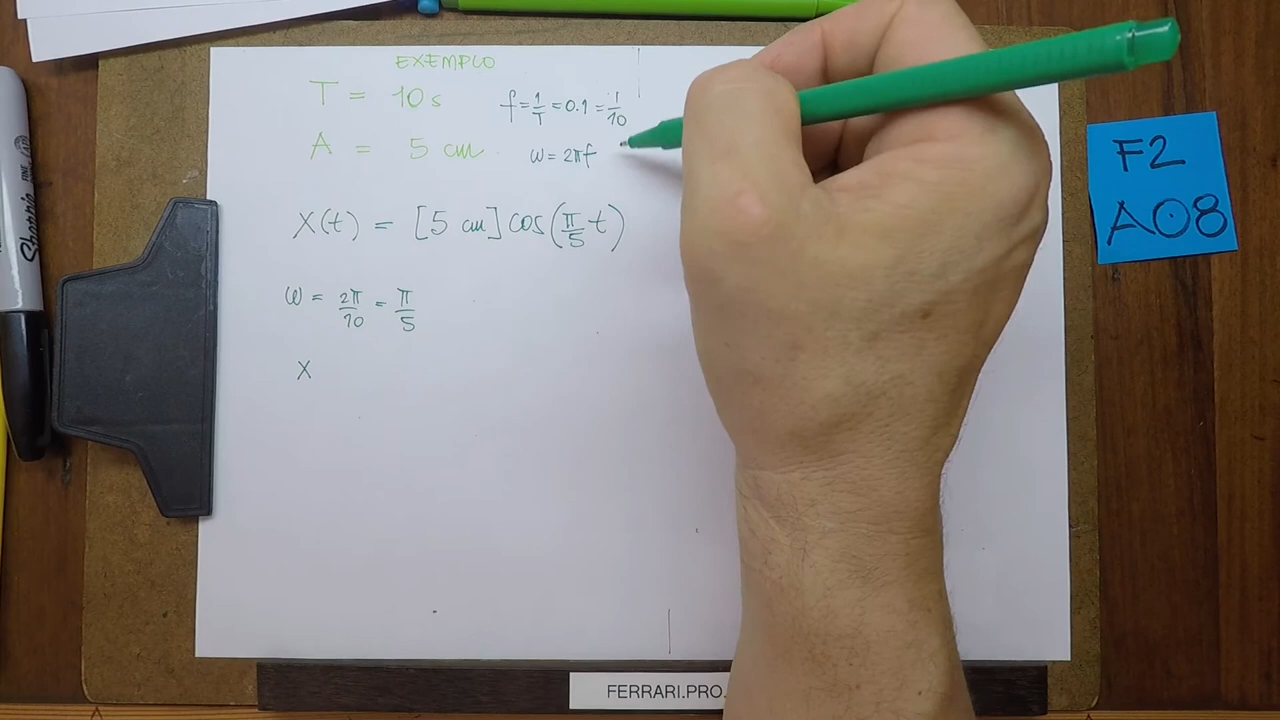 EXEMPLO
T = 10 s
f = 1/T = 0.1 = 1/10
A = 5 cm
ω = 2πf
X(t) = [5 cm] cos(π/5 t)
ω = 2π/10 = π/5
X
F2
A08
Sharpie
FERRARI.PRO.